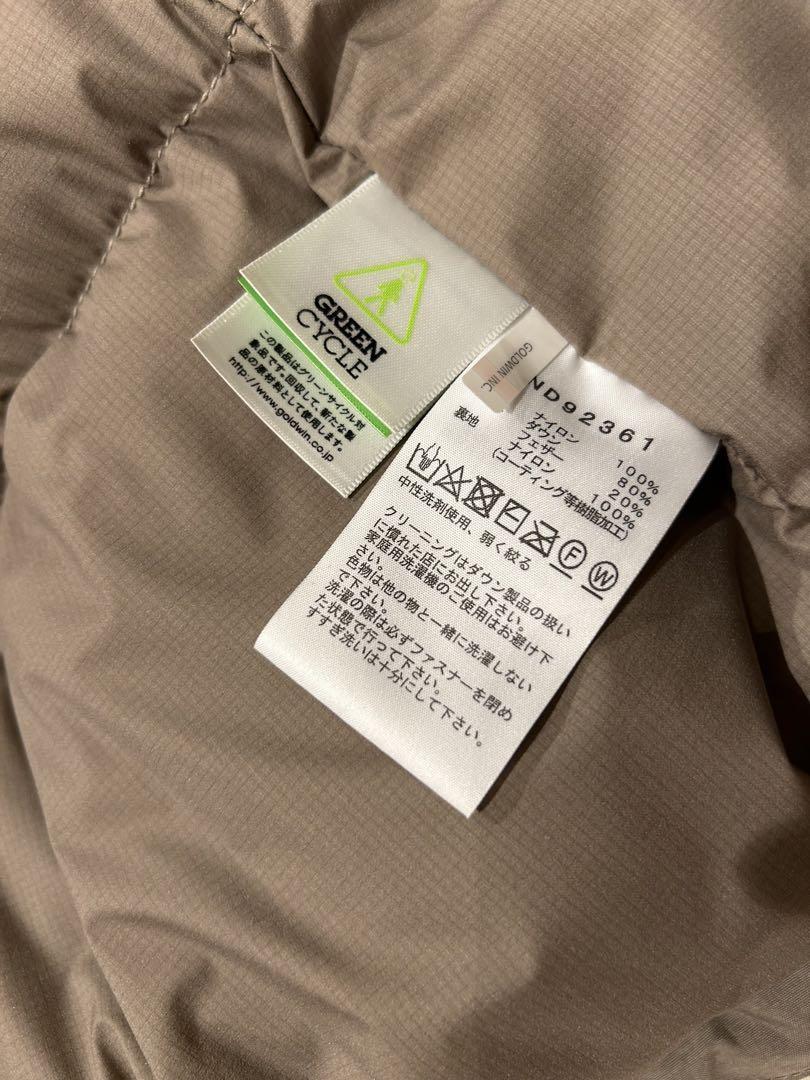 GREEN
CYCLE
この製品はグリーンサイクル対
象品です。回収して、新たな製
品の原材料として使用します。
http://www.goldwin.co.jp
GOLDWIN INC
ND92361
ナイロン 100%
ダウン 80%
フェザー 20%
裏地 ナイロン 100%
(コーティング等樹脂加工)
F W
中性洗剤使用、弱く絞る
クリーニングはダウン製品の扱い
に慣れた店にお出し下さい。
家庭用洗濯機のご使用はお避け下
さい。
色物は他の物と一緒に洗濯しない
で下さい。
洗濯の際は必ずファスナーを閉め
た状態で行って下さい。
すすぎ洗いは十分にして下さい。